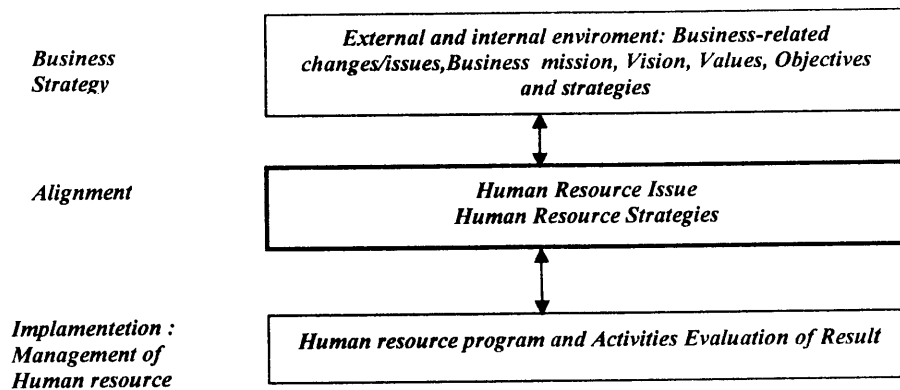 Business
Strategy
External and internal enviroment: Business-related
changes/issues,Business mission, Vision, Values, Objectives
and strategies
Alignment
Human Resource Issue
Human Resource Strategies
Implamentetion :
Management of
Human resource
Human resource program and Activities Evaluation of Result